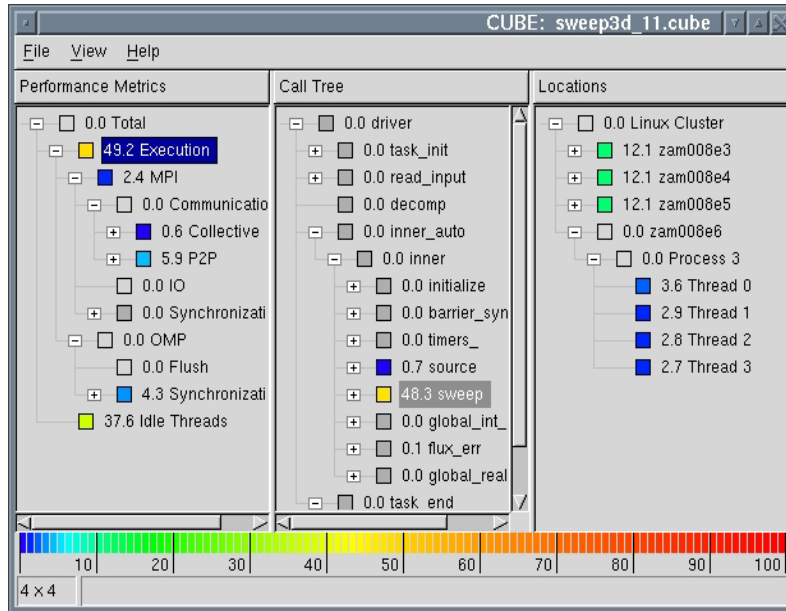 CUBE: sweep3d_11.cube
File View Help
Performance Metrics
0.0 Total
49.2 Execution
2.4 MPI
0.0 Communicatio
0.6 Collective
5.9 P2P
0.0 IO
0.0 Synchronizati
0.0 OMP
0.0 Flush
4.3 Synchronizati
37.6 Idle Threads
Call Tree
0.0 driver
0.0 task_init
0.0 read_input
0.0 decomp
0.0 inner_auto
0.0 inner
0.0 initialize
0.0 barrier_syn
0.0 timers_
0.7 source
48.3 sweep
0.0 global_int_
0.1 flux_err
0.0 global_real
0.0 task_end
Locations
0.0 Linux Cluster
12.1 zam008e3
12.1 zam008e4
12.1 zam008e5
0.0 zam008e6
0.0 Process 3
3.6 Thread 0
2.9 Thread 1
2.8 Thread 2
2.7 Thread 3
10 20 30 40 50 60 70 80 90 100
4 x 4